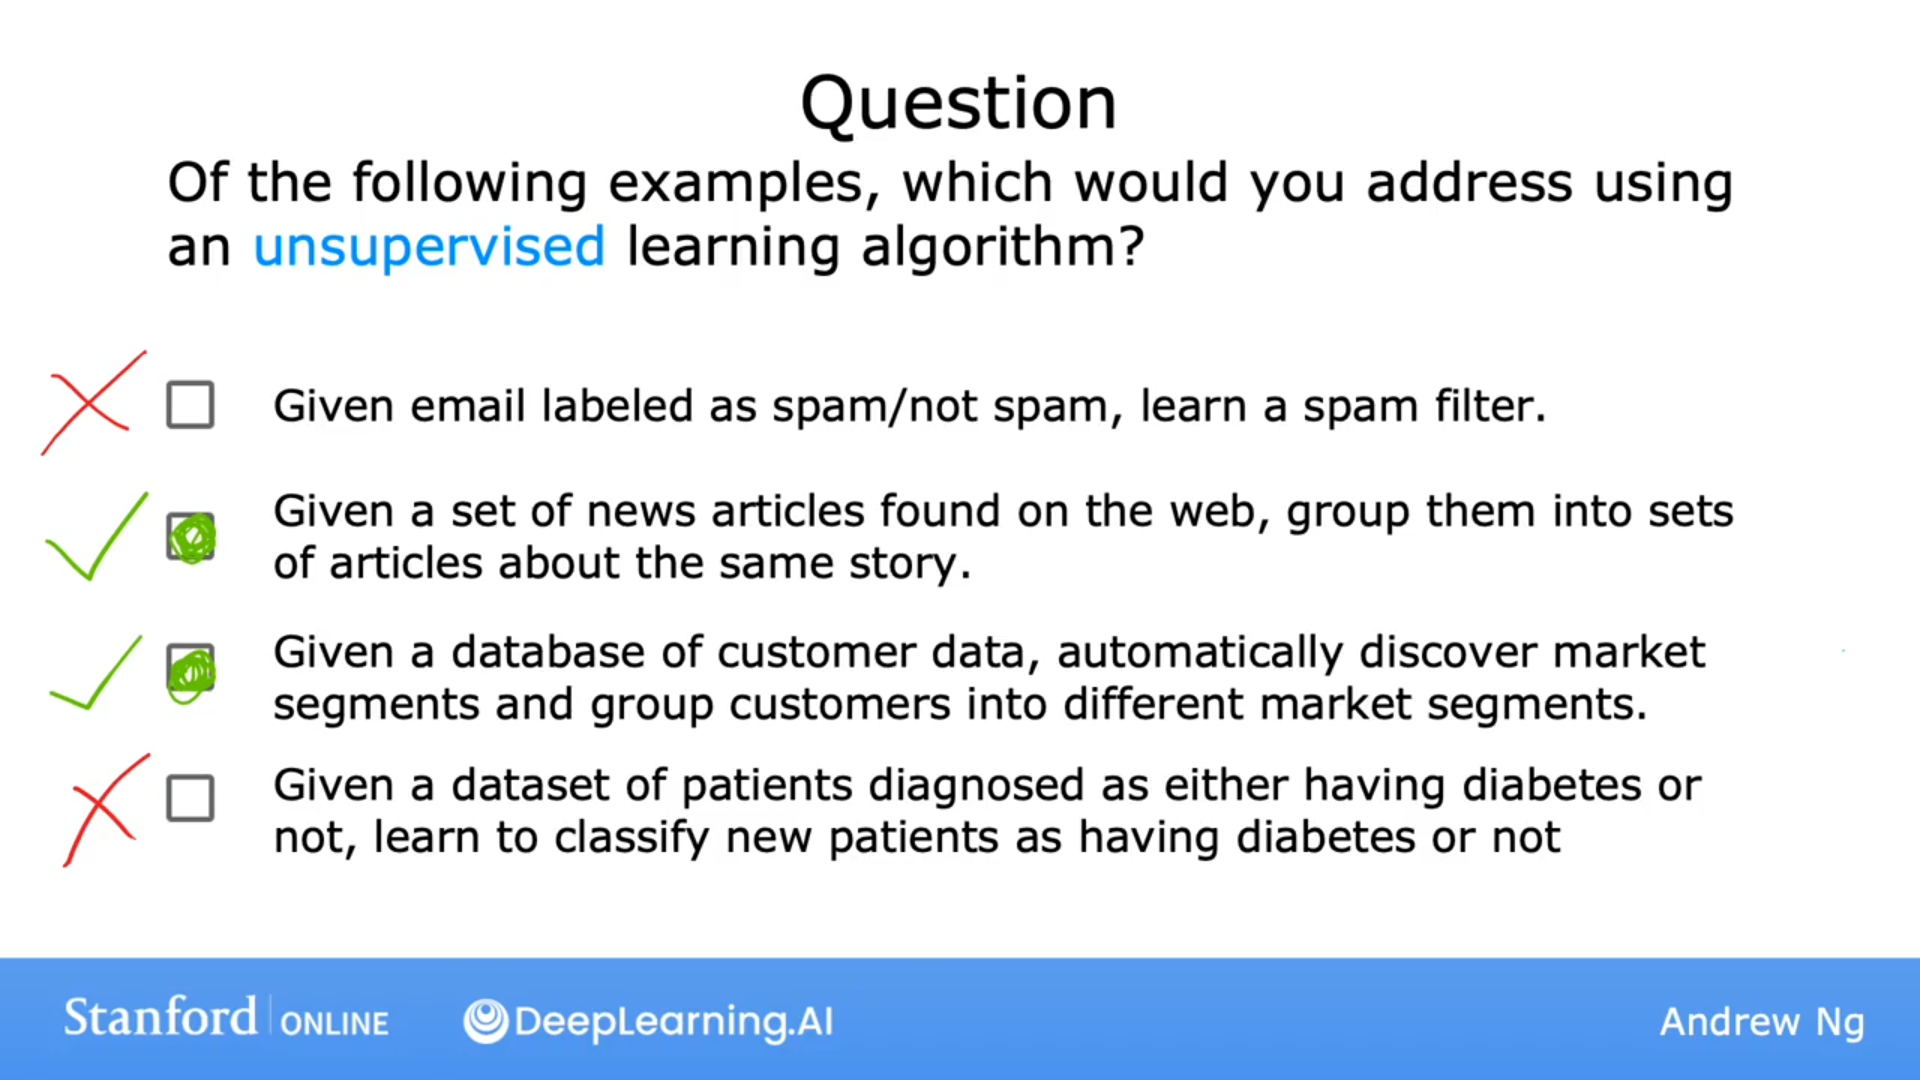 Question
Of the following examples, which would you address using
an unsupervised learning algorithm?
Given email labeled as spam/not spam, learn a spam filter.
Given a set of news articles found on the web, group them into sets
of articles about the same story.
Given a database of customer data, automatically discover market
segments and group customers into different market segments.
Given a dataset of patients diagnosed as either having diabetes or
not, learn to classify new patients as having diabetes or not
Stanford ONLINE DeepLearning.AI Andrew Ng